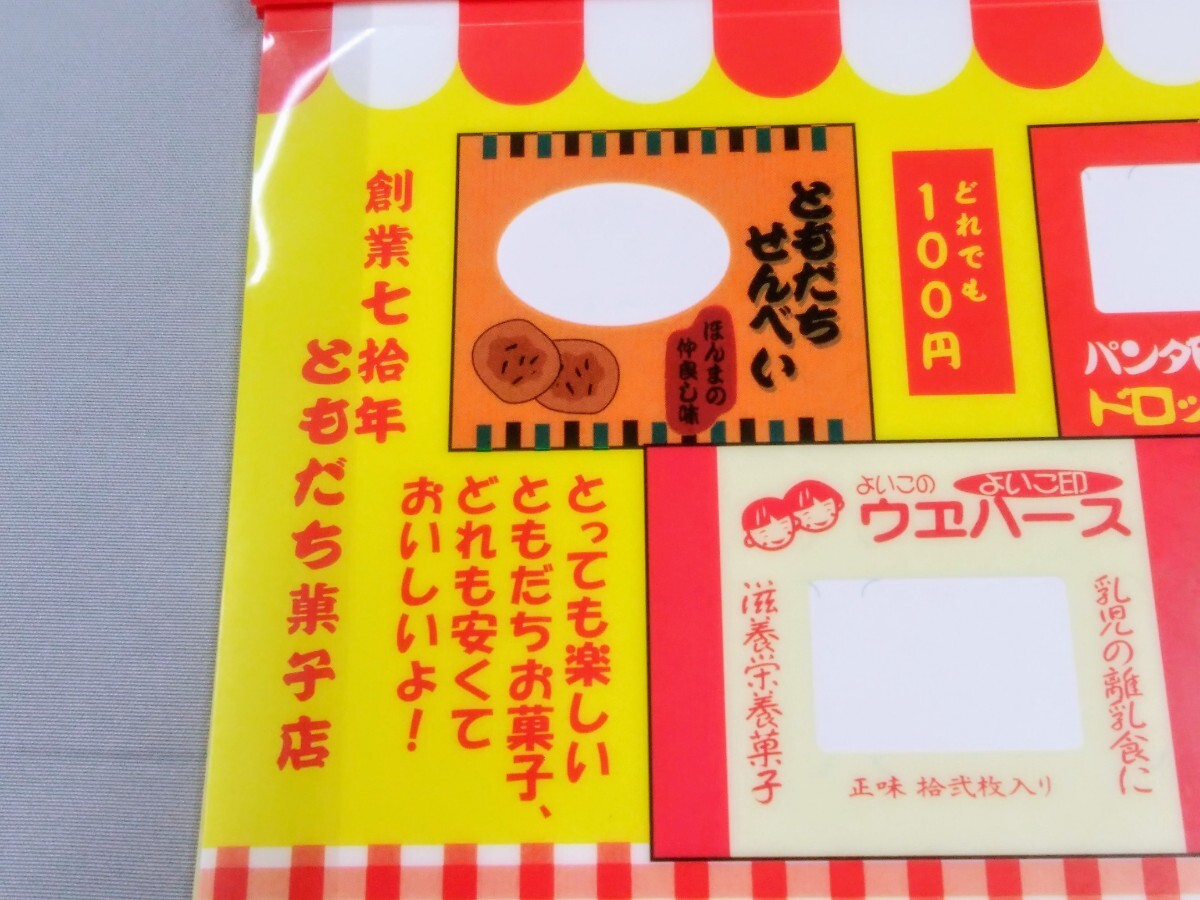 創業七拾年
ともだち菓子店
とっても楽しい
ともだちお菓子、
どれも安くて
おいしいよ！
ともだち
せんべい
ほんまの
仲良し味
どれでも
100円
パンタ
ドロッ
よいこの
よいこ印
ウヱハース
乳児の離乳食に
滋養栄養菓子
正味 拾弐枚入り